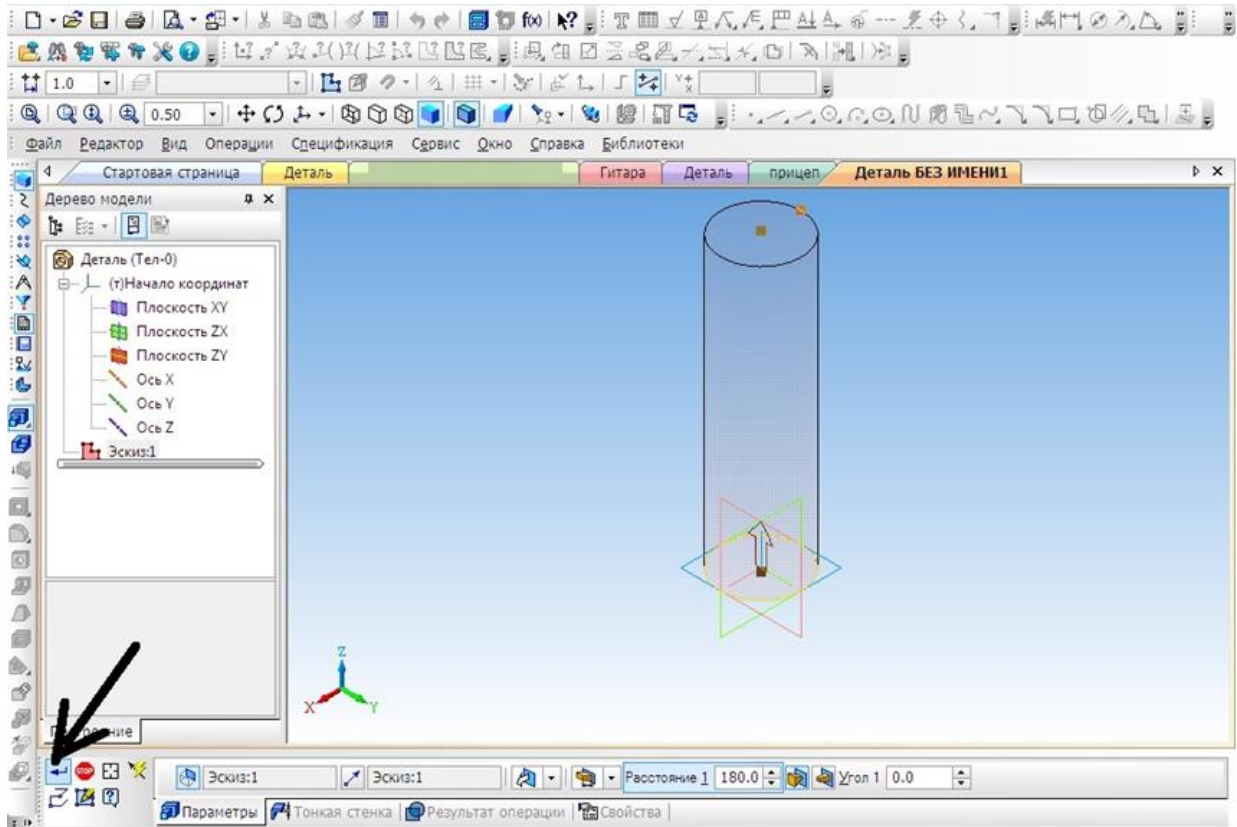 f(x)
1.0
0.50
Файл Редактор Вид Операции Спецификация Сервис Окно Справка Библиотеки
Стартовая страница Деталь Гитара Деталь прицеп Деталь БЕЗ ИМЕНИ1
Дерево модели
Деталь (Тел-0)
(т)Начало координат
Плоскость XY
Плоскость ZX
Плоскость ZY
Ось X
Ось Y
Ось Z
Эскиз:1
Z
X Y
STOP
Эскиз:1 Эскиз:1 Расстояние 1 180.0 Угол 1 0.0
Параметры Тонкая стенка Результат операции Свойства